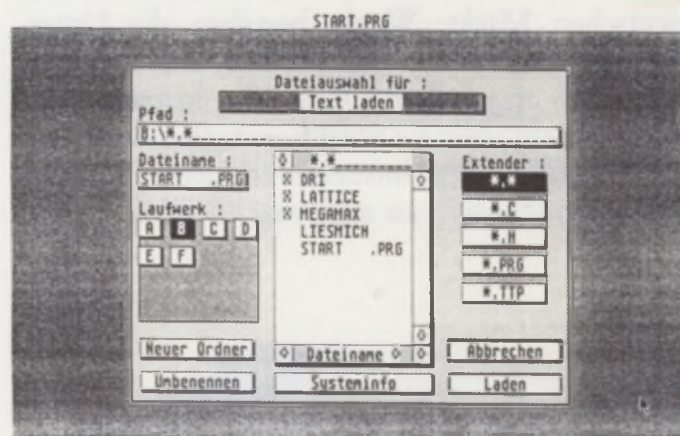 START.PRG
Dateiauswahl für :
Text laden
Pfad :
B:\*.*
Dateiname :
START .PRG
Laufwerk :
A B C D
E F
*.*
DRI
LATTICE
MEGAMAX
LIESMICH
START .PRG
Dateiname
Extender :
*.*
*.C
*.H
*.PRG
*.TTP
Neuer Ordner
Umbenennen
Systeminfo
Abbrechen
Laden